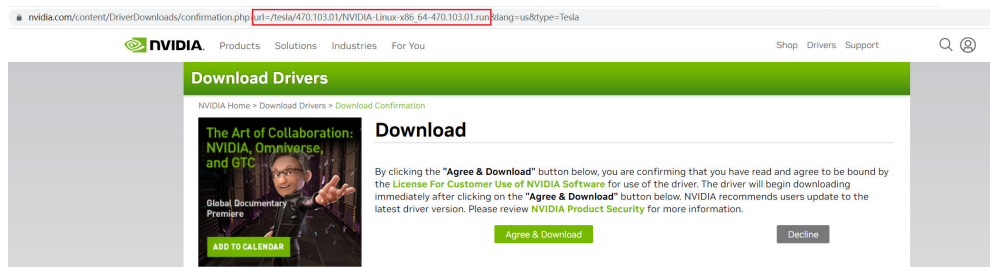 nvidia.com/content/DriverDownloads/confirmation.php?url=/tesla/470.103.01/NVIDIA-Linux-x86_64-470.103.01.run&lang=us&type=Tesla
NVIDIA. Products Solutions Industries For You Shop Drivers Support
Download Drivers
NVIDIA Home > Download Drivers > Download Confirmation
The Art of Collaboration:
NVIDIA, Omniverse,
and GTC
Global Documentary
Premiere
ADD TO CALENDAR
Download
By clicking the "Agree & Download" button below, you are confirming that you have read and agree to be bound by
the License For Customer Use of NVIDIA Software for use of the driver. The driver will begin downloading
immediately after clicking on the "Agree & Download" button below. NVIDIA recommends users update to the
latest driver version. Please review NVIDIA Product Security for more information.
Agree & Download Decline